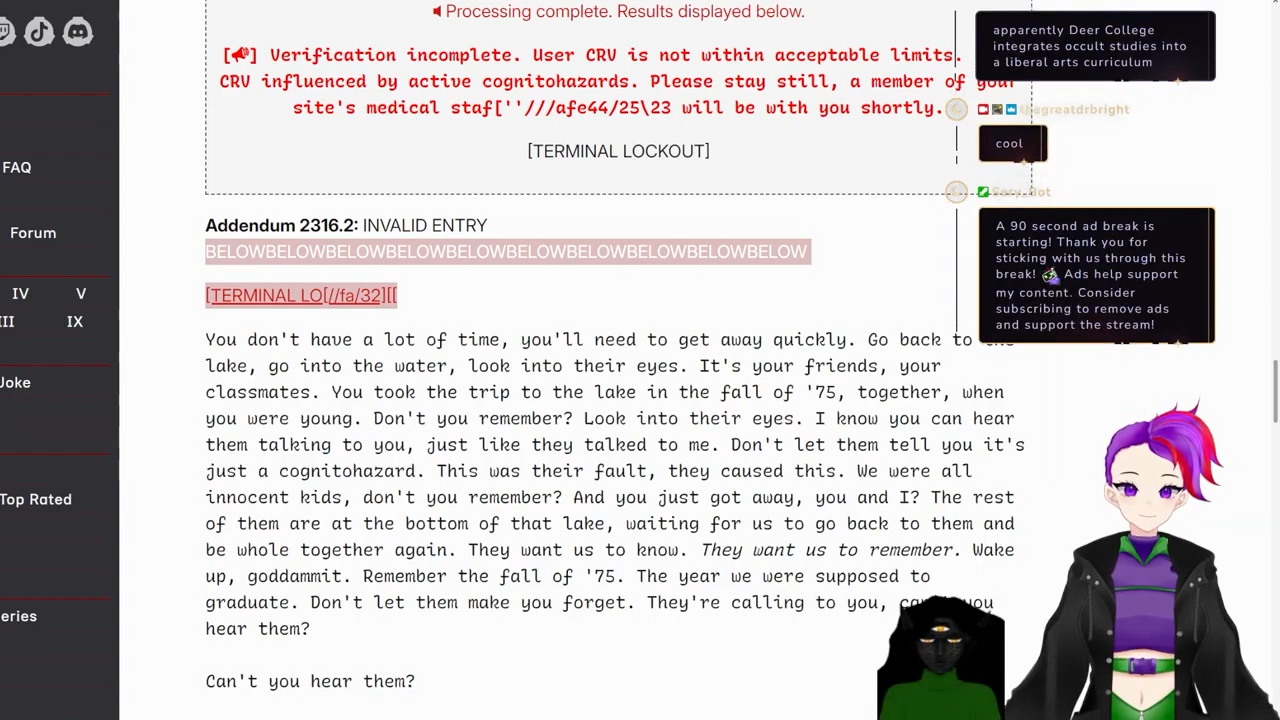 Processing complete. Results displayed below.
[📢] Verification incomplete. User CRV is not within acceptable limits.
CRV influenced by active cognitohazards. Please stay still, a member of your
site's medical staf[''///afe44/25\23 will be with you shortly.
[TERMINAL LOCKOUT]
Addendum 2316.2: INVALID ENTRY
BELOWBELOWBELOWBELOWBELOWBELOWBELOWBELOWBELOWBELOW
[TERMINAL LO[//fa/32][[
You don't have a lot of time, you'll need to get away quickly. Go back to the
lake, go into the water, look into their eyes. It's your friends, your
classmates. You took the trip to the lake in the fall of '75, together, when
you were young. Don't you remember? Look into their eyes. I know you can hear
them talking to you, just like they talked to me. Don't let them tell you it's
just a cognitohazard. This was their fault, they caused this. We were all
innocent kids, don't you remember? And you just got away, you and I? The rest
of them are at the bottom of that lake, waiting for us to go back to them and
be whole together again. They want us to know. They want us to remember. Wake
up, goddammit. Remember the fall of '75. The year we were supposed to
graduate. Don't let them make you forget. They're calling to you, can't you
hear them?
Can't you hear them?
FAQ
Forum
IV V
III IX
Joke
Top Rated
eries
apparently Deer College
integrates occult studies into
a liberal arts curriculum
thegreatdrbright
cool
A 90 second ad break is
starting! Thank you for
sticking with us through this
break! Ads help support
my content. Consider
subscribing to remove ads
and support the stream!